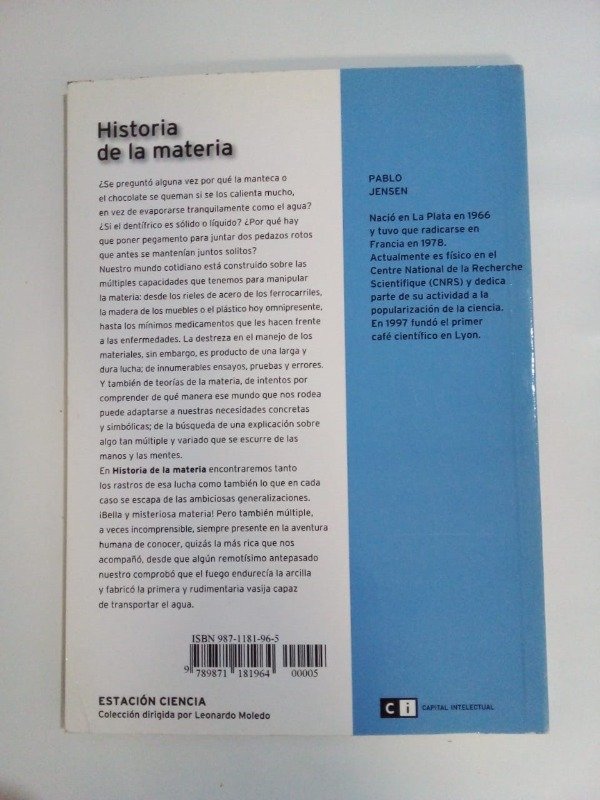 Historia
de la materia
¿Se preguntó alguna vez por qué la manteca o
el chocolate se queman si se los calienta mucho,
en vez de evaporarse tranquilamente como el agua?
¿Si el dentífrico es sólido o líquido? ¿Por qué hay
que poner pegamento para juntar dos pedazos rotos
que antes se mantenían juntos solitos?
Nuestro mundo cotidiano está construido sobre las
múltiples capacidades que tenemos para manipular
la materia: desde los rieles de acero de los ferrocarriles,
la madera de los muebles o el plástico hoy omnipresente,
hasta los mínimos medicamentos que les hacen frente
a las enfermedades. La destreza en el manejo de los
materiales, sin embargo, es producto de una larga y
dura lucha; de innumerables ensayos, pruebas y errores.
Y también de teorías de la materia, de intentos por
comprender de qué manera ese mundo que nos rodea
puede adaptarse a nuestras necesidades concretas
y simbólicas; de la búsqueda de una explicación sobre
algo tan múltiple y variado que se escurre de las
manos y las mentes.
En Historia de la materia encontraremos tanto
los rastros de esa lucha como también lo que en cada
caso se escapa de las ambiciosas generalizaciones.
¡Bella y misteriosa materia! Pero también múltiple,
a veces incomprensible, siempre presente en la aventura
humana de conocer, quizás la más rica que nos
acompañó, desde que algún remotísimo antepasado
nuestro comprobó que el fuego endurecía la arcilla
y fabricó la primera y rudimentaria vasija capaz
de transportar el agua.
ISBN 987-1181-96-5
9 789871 181964 00005
ESTACIÓN CIENCIA
Colección dirigida por Leonardo Moledo
PABLO
JENSEN
Nació en La Plata en 1966
y tuvo que radicarse en
Francia en 1978.
Actualmente es físico en el
Centre National de la Recherche
Scientifique (CNRS) y dedica
parte de su actividad a la
popularización de la ciencia.
En 1997 fundó el primer
café científico en Lyon.
Ci CAPITAL INTELECTUAL